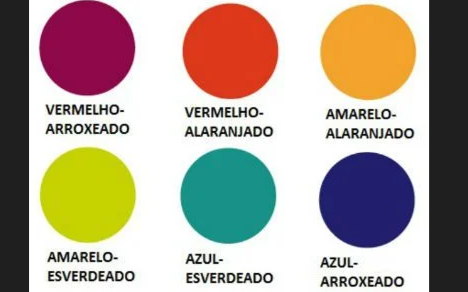 VERMELHO-
ARROXEADO
VERMELHO-
ALARANJADO
AMARELO-
ALARANJADO
AMARELO-
ESVERDEADO
AZUL-
ESVERDEADO
AZUL-
ARROXEADO